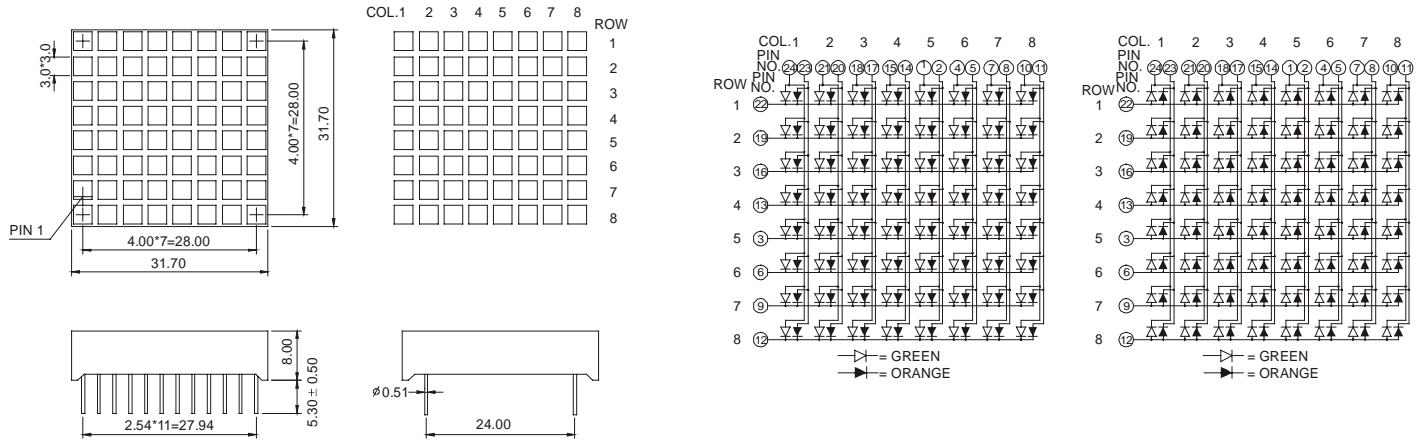 COL.1 2 3 4 5 6 7 8
ROW
1
2
3
4
5
6
7
8
3.0*3.0
4.00*7=28.00
31.70
PIN 1
4.00*7=28.00
31.70
8.00
5.30 ± 0.50
2.54*11=27.94
Ø0.51
24.00
COL. 1 2 3 4 5 6 7 8
PIN
NO. 24 23 21 20 18 17 15 14 1 2 4 5 7 8 10 11
PIN
ROW NO.
1 22
2 19
3 16
4 13
5 3
6 6
7 9
8 12
= GREEN
= ORANGE
COL. 1 2 3 4 5 6 7 8
PIN
NO. 24 23 21 20 18 17 15 14 1 2 4 5 7 8 10 11
PIN
ROW NO.
1 22
2 19
3 16
4 13
5 3
6 6
7 9
8 12
= GREEN
= ORANGE